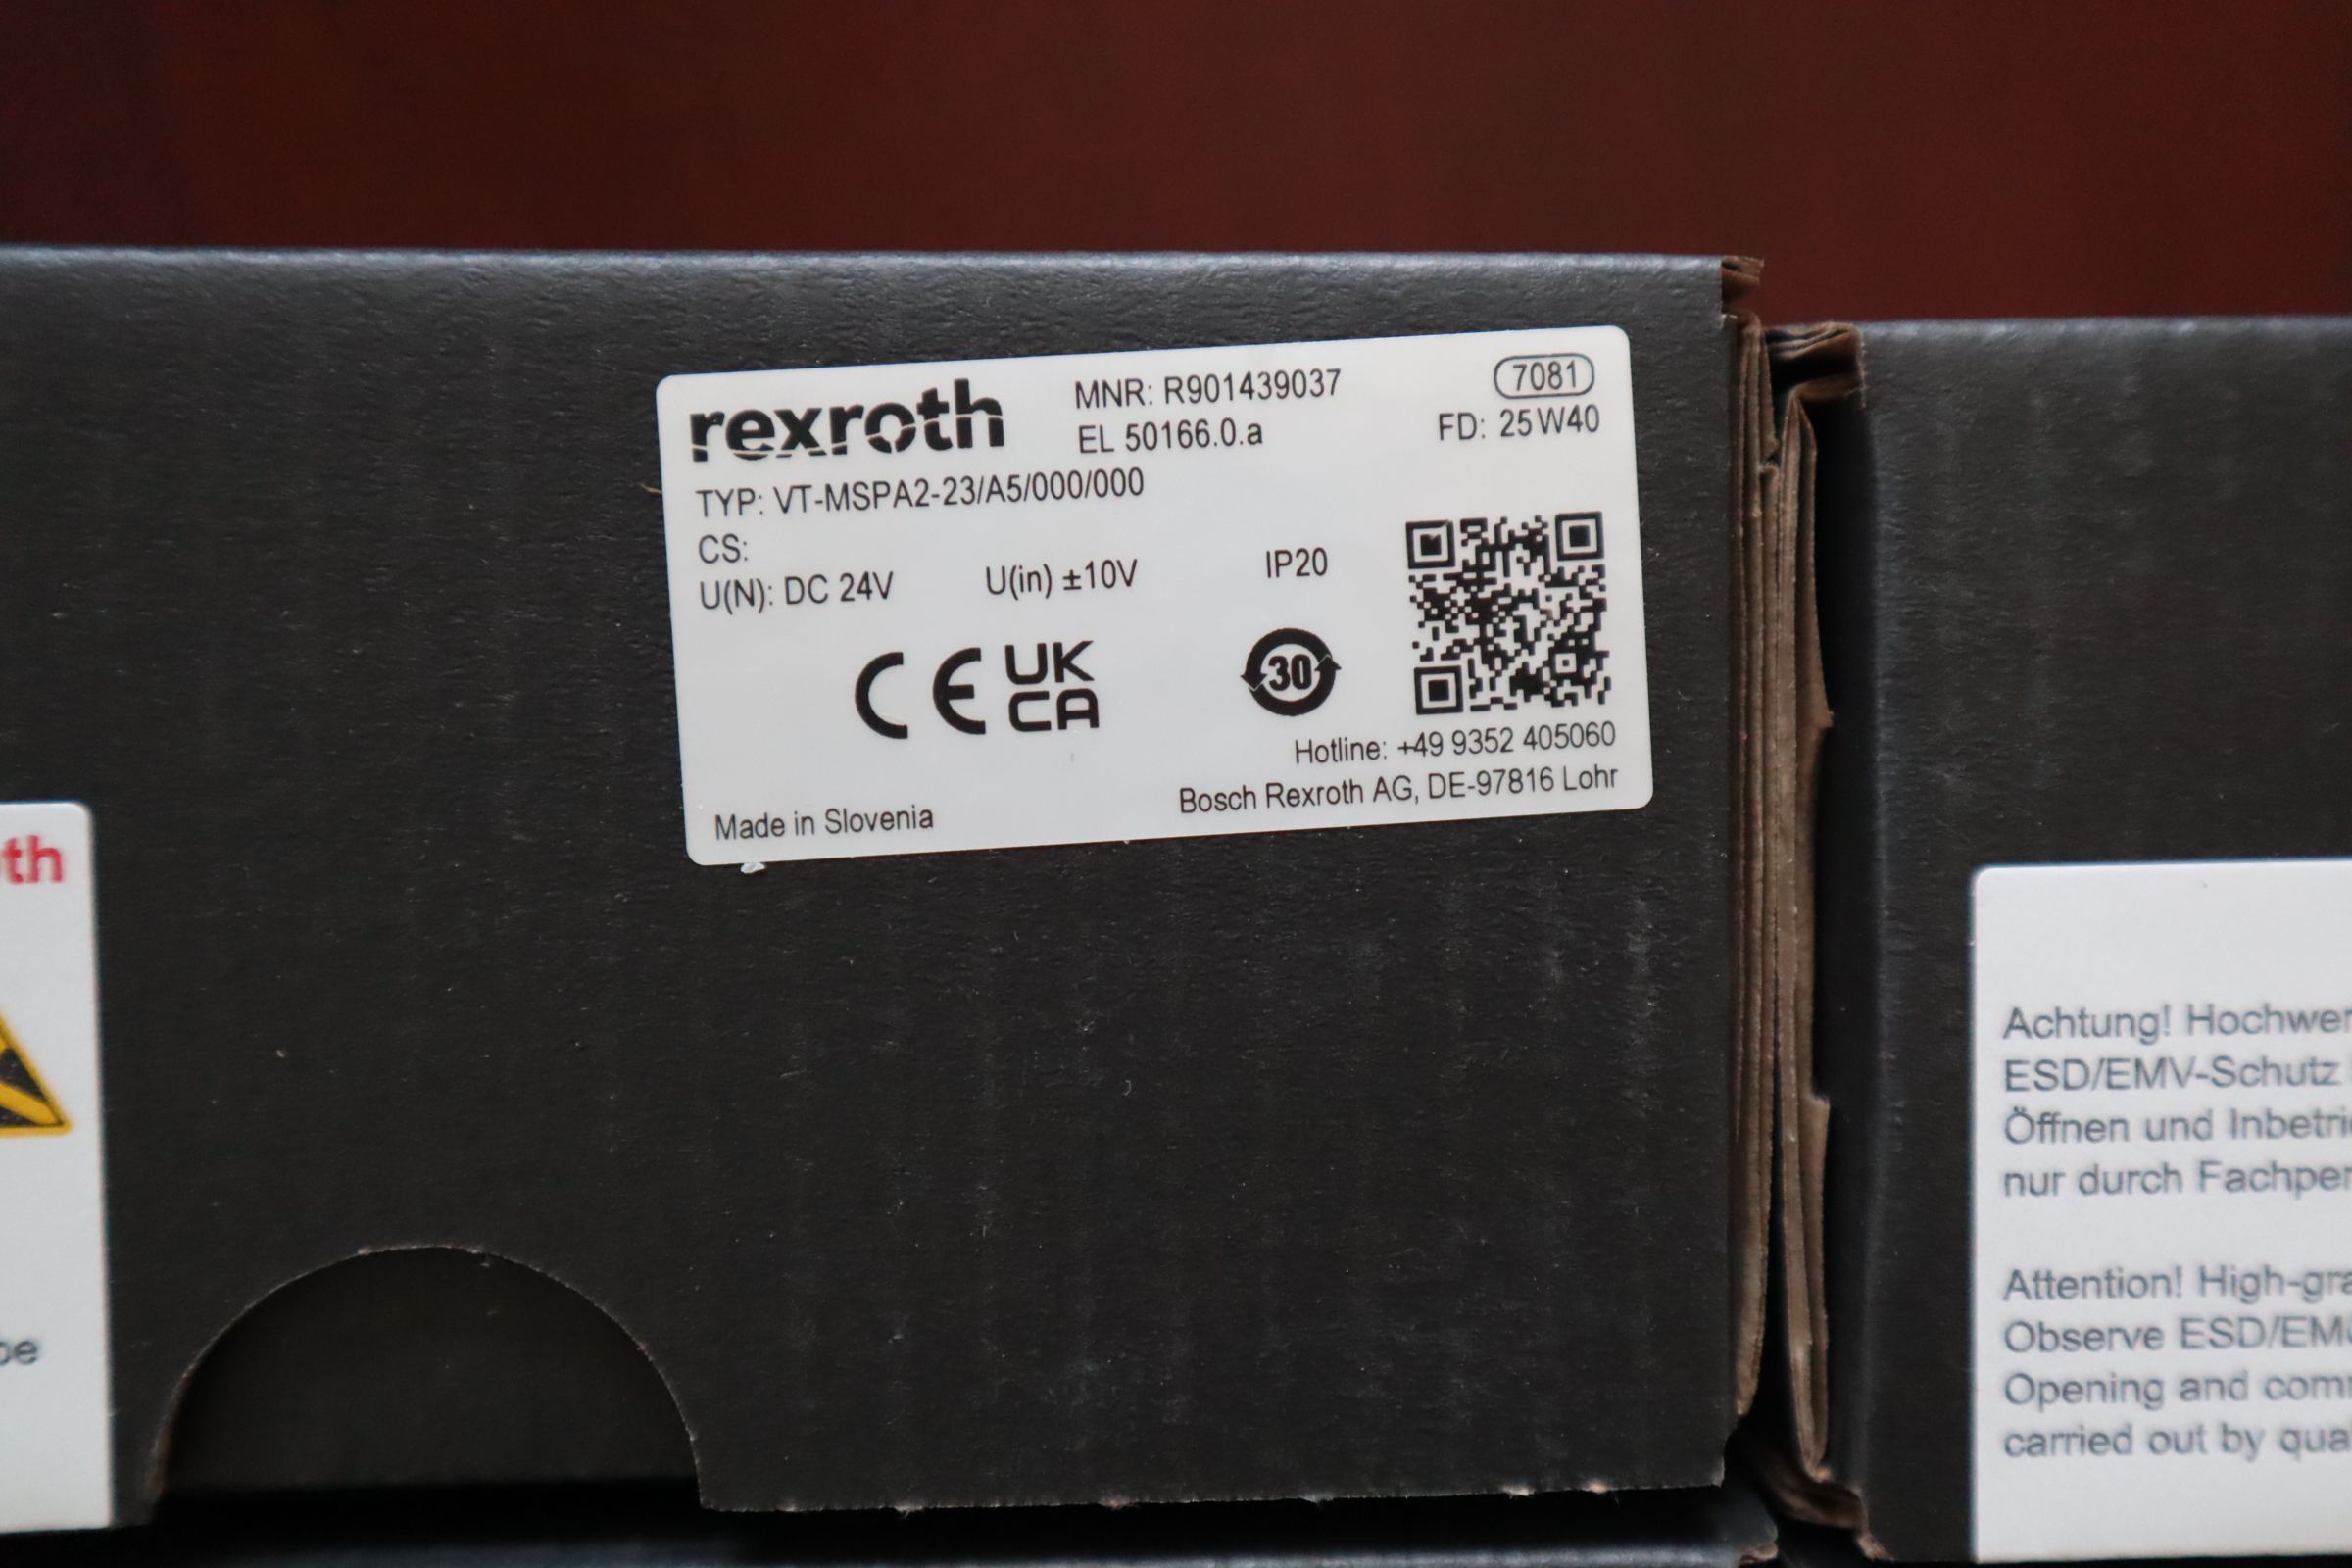 rexroth
MNR: R901439037
7081
EL 50166.0.a
FD: 25W40
TYP: VT-MSPA2-23/A5/000/000
CS:
U(N): DC 24V
U(in) ±10V
IP20
CE
UK
CA
30
Hotline: +49 9352 405060
Bosch Rexroth AG, DE-97816 Lohr
Made in Slovenia
th
Achtung! Hochwer
ESD/EMV-Schutz
Öffnen und Inbetri
nur durch Fachper
Attention! High-gra
Observe ESD/EM
Opening and com
carried out by qua